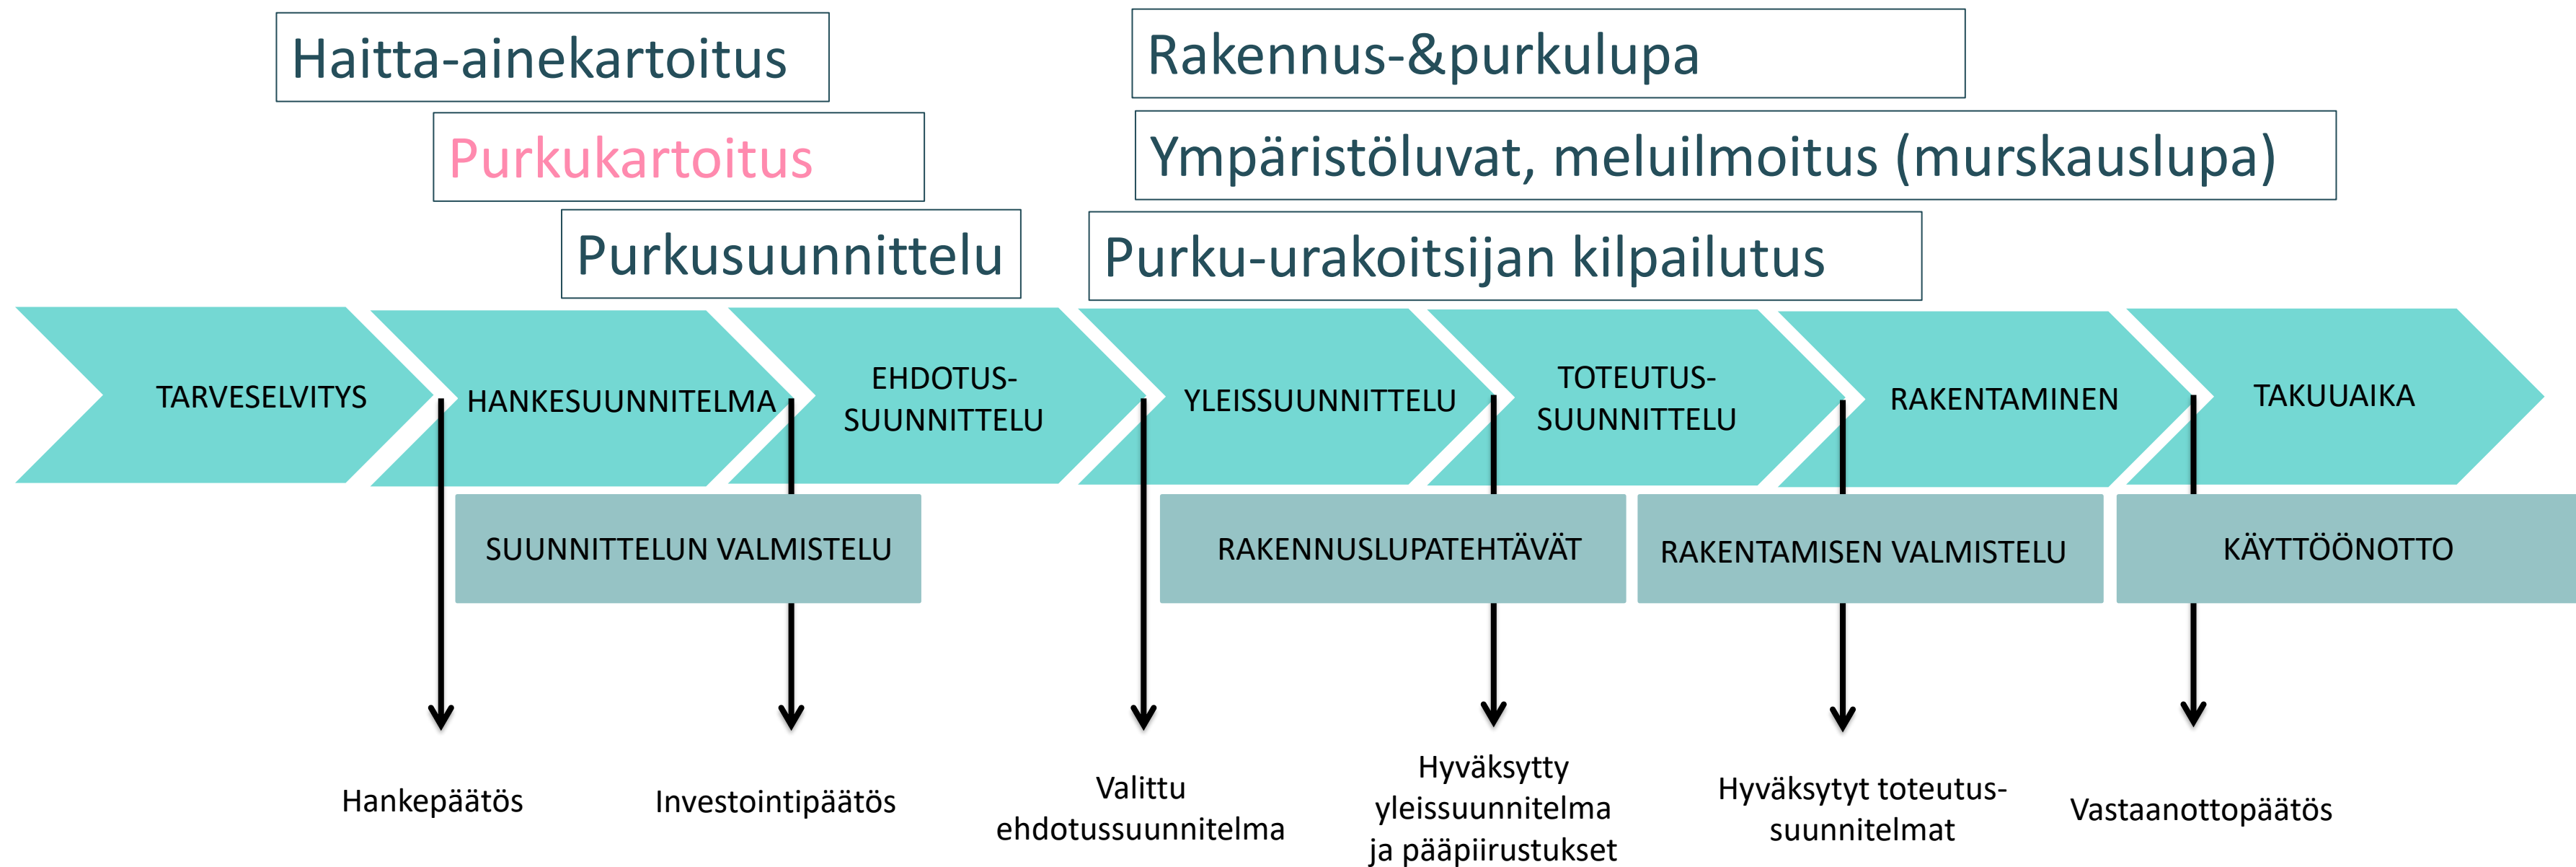 Haitta-ainekartoitus
Rakennus-&purkulupa
Purkukartoitus
Ympäristöluvat, meluilmoitus (murskauslupa)
Purkusuunnittelu
Purku-urakoitsijan kilpailutus
TARVESELVITYS
HANKESUUNNITELMA
EHDOTUS-
SUUNNITTELU
YLEISSUUNNITTELU
TOTEUTUS-
SUUNNITTELU
RAKENTAMINEN
TAKUUAIKA
SUUNNITTELUN VALMISTELU
RAKENNUSLUPATEHTÄVÄT
RAKENTAMISEN VALMISTELU
KÄYTTÖÖNOTTO
Hankepäätös
Investointipäätös
Valittu
ehdotussuunnitelma
Hyväksytty
yleissuunnitelma
ja pääpiirustukset
Hyväksytyt toteutus-
suunnitelmat
Vastaanottopäätös